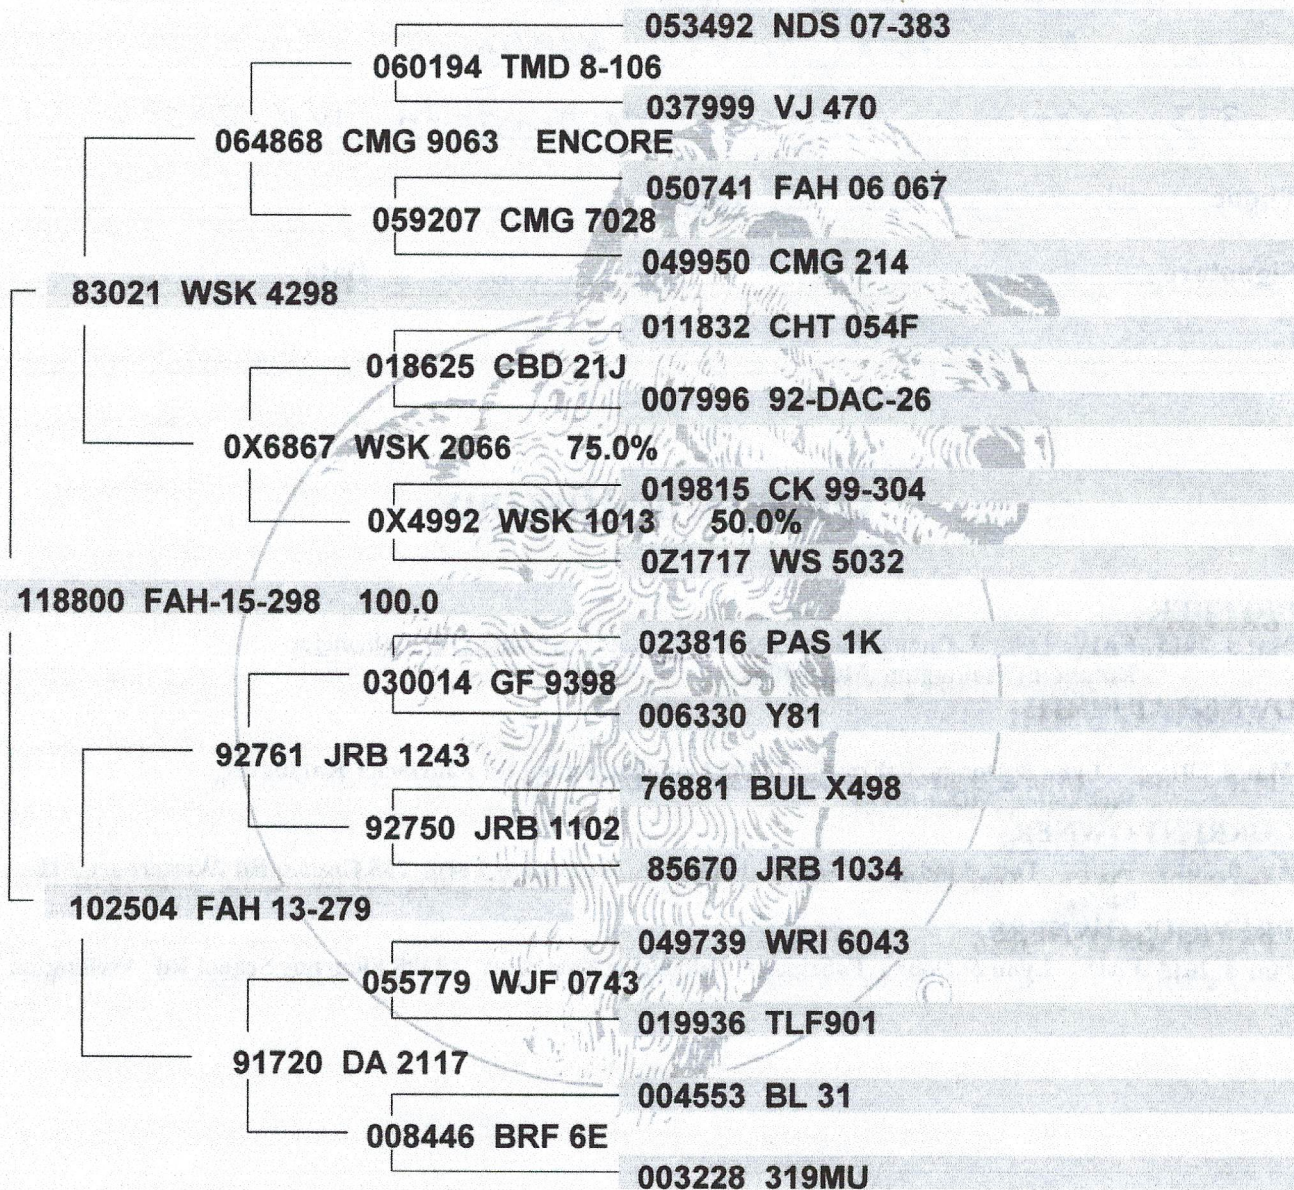 053492 NDS 07-383
060194 TMD 8-106
037999 VJ 470
064868 CMG 9063 ENCORE
050741 FAH 06 067
059207 CMG 7028
049950 CMG 214
83021 WSK 4298
011832 CHT 054F
018625 CBD 21J
007996 92-DAC-26
0X6867 WSK 2066 75.0%
019815 CK 99-304
0X4992 WSK 1013 50.0%
0Z1717 WS 5032
118800 FAH-15-298 100.0
023816 PAS 1K
030014 GF 9398
006330 Y81
92761 JRB 1243
76881 BUL X498
92750 JRB 1102
85670 JRB 1034
102504 FAH 13-279
049739 WRI 6043
055779 WJF 0743
019936 TLF901
©
91720 DA 2117
004553 BL 31
008446 BRF 6E
003228 319MU